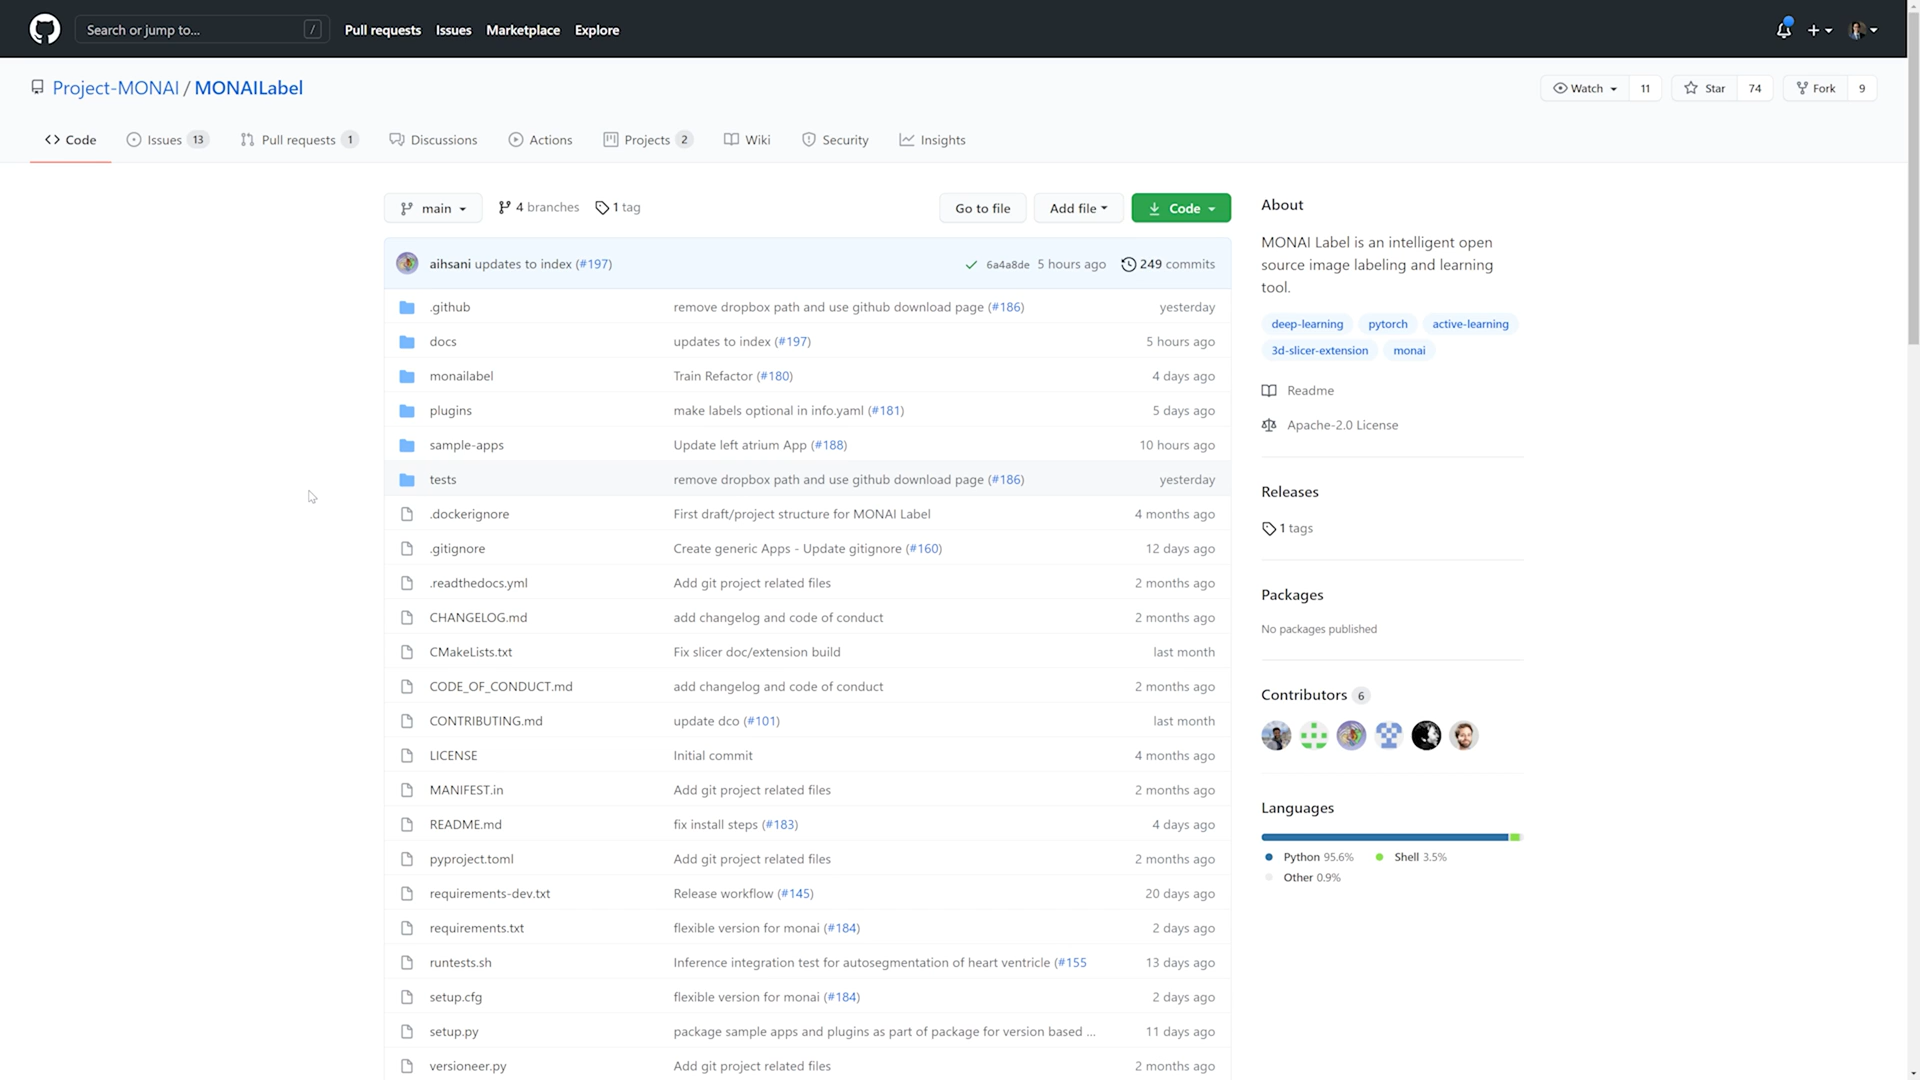 Search or jump to... /
Pull requests Issues Marketplace Explore
Project-MONAI / MONAILabel
Watch 11 Star 74 Fork 9
Code Issues 13 Pull requests 1 Discussions Actions Projects 2 Wiki Security Insights
main 4 branches 1 tag Go to file Add file Code
aihsani updates to index (#197) 6a4a8de 5 hours ago 249 commits
.github remove dropbox path and use github download page (#186) yesterday
docs updates to index (#197) 5 hours ago
monailabel Train Refactor (#180) 4 days ago
plugins make labels optional in info.yaml (#181) 5 days ago
sample-apps Update left atrium App (#188) 10 hours ago
tests remove dropbox path and use github download page (#186) yesterday
.dockerignore First draft/project structure for MONAI Label 4 months ago
.gitignore Create generic Apps - Update gitignore (#160) 12 days ago
.readthedocs.yml Add git project related files 2 months ago
CHANGELOG.md add changelog and code of conduct 2 months ago
CMakeLists.txt Fix slicer doc/extension build last month
CODE_OF_CONDUCT.md add changelog and code of conduct 2 months ago
CONTRIBUTING.md update dco (#101) last month
LICENSE Initial commit 4 months ago
MANIFEST.in Add git project related files 2 months ago
README.md fix install steps (#183) 4 days ago
pyproject.toml Add git project related files 2 months ago
requirements-dev.txt Release workflow (#145) 20 days ago
requirements.txt flexible version for monai (#184) 2 days ago
runtests.sh Inference integration test for autosegmentation of heart ventricle (#155 13 days ago
setup.cfg flexible version for monai (#184) 2 days ago
setup.py package sample apps and plugins as part of package for version based ... 11 days ago
versioneer.py Add git project related files 2 months ago
About
MONAI Label is an intelligent open
source image labeling and learning
tool.
deep-learning pytorch active-learning
3d-slicer-extension monai
Readme
Apache-2.0 License
Releases
1 tags
Packages
No packages published
Contributors 6
Languages
Python 95.6% Shell 3.5%
Other 0.9%